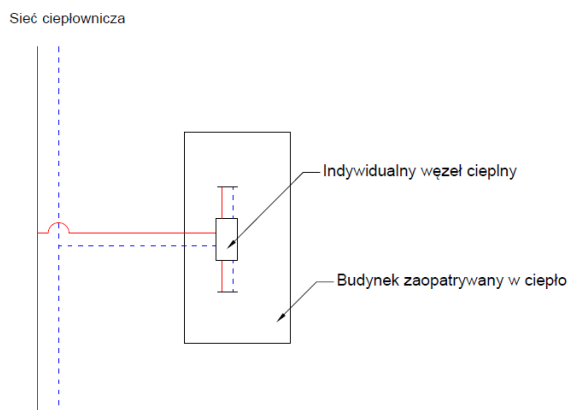 Sieć ciepłownicza
Indywidualny węzeł cieplny
Budynek zaopatrywany w ciepło